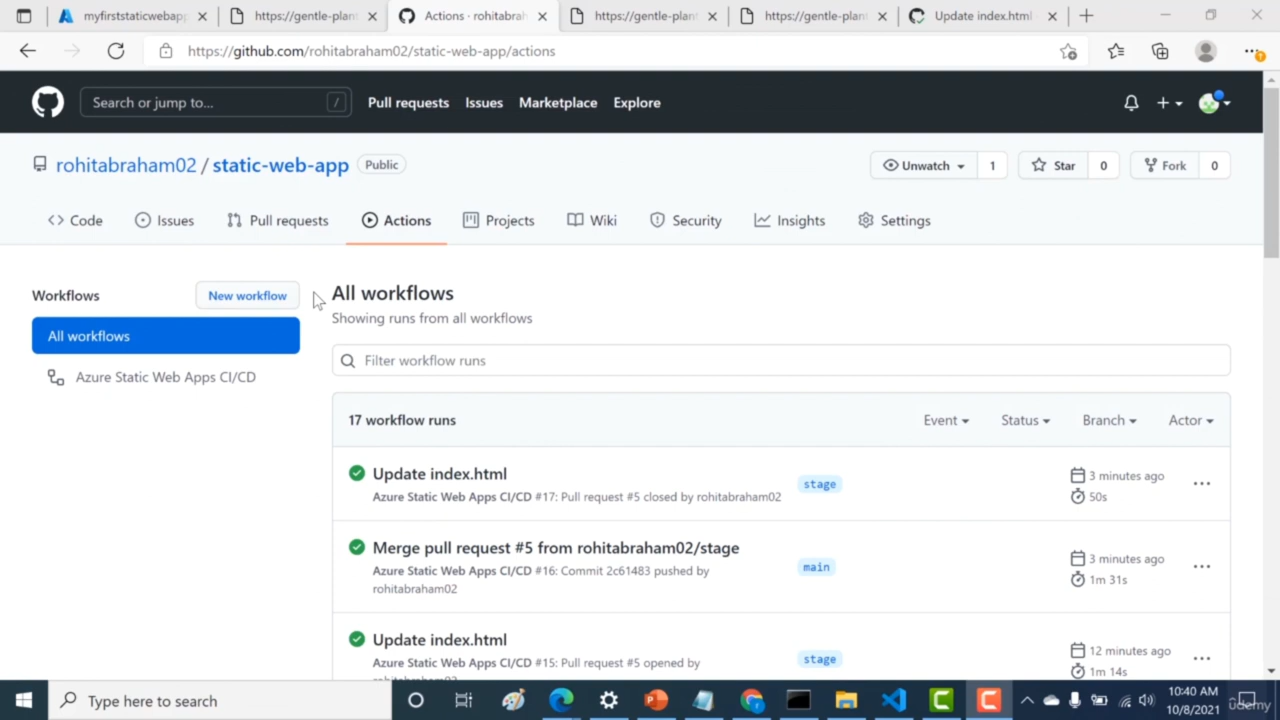 myfirststaticwebapp
https://gentle-plant
Actions · rohitabraham
https://gentle-plant
https://gentle-plant
Update index.html
https://github.com/rohitabraham02/static-web-app/actions
Search or jump to...
/
Pull requests
Issues
Marketplace
Explore
rohitabraham02 / static-web-app
Public
Unwatch
1
Star
0
Fork
0
Code
Issues
Pull requests
Actions
Projects
Wiki
Security
Insights
Settings
Workflows
New workflow
All workflows
Azure Static Web Apps CI/CD
All workflows
Showing runs from all workflows
Filter workflow runs
17 workflow runs
Event
Status
Branch
Actor
Update index.html
Azure Static Web Apps CI/CD #17: Pull request #5 closed by rohitabraham02
stage
3 minutes ago
50s
Merge pull request #5 from rohitabraham02/stage
Azure Static Web Apps CI/CD #16: Commit 2c61483 pushed by
rohitabraham02
main
3 minutes ago
1m 31s
Update index.html
Azure Static Web Apps CI/CD #15: Pull request #5 opened by
rohitabraham02
stage
12 minutes ago
1m 14s
Type here to search
10:40 AM
10/8/2021
udemy